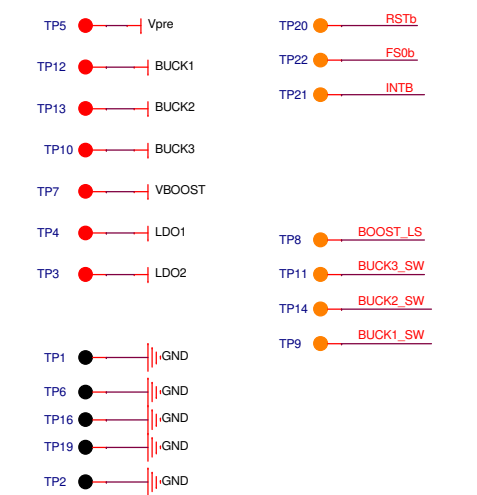 TP5 Vpre
TP12 BUCK1
TP13 BUCK2
TP10 BUCK3
TP7 VBOOST
TP4 LDO1
TP3 LDO2
TP1 GND
TP6 GND
TP16 GND
TP19 GND
TP2 GND
TP20 RSTb
TP22 FS0b
TP21 INTB
TP8 BOOST_LS
TP11 BUCK3_SW
TP14 BUCK2_SW
TP9 BUCK1_SW